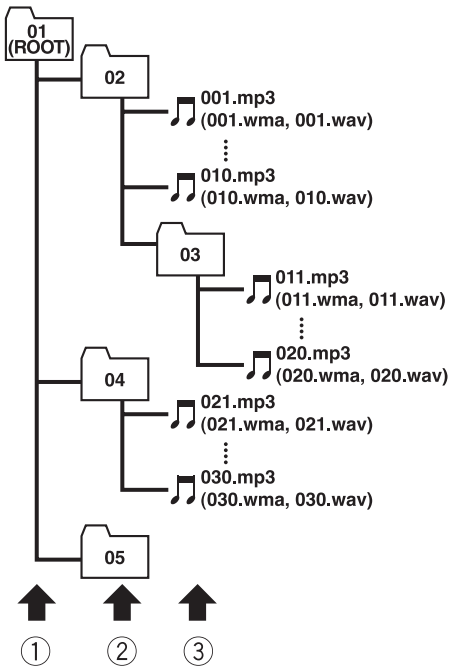 01
(ROOT)
02
001.mp3
(001.wma, 001.wav)
010.mp3
(010.wma, 010.wav)
03
011.mp3
(011.wma, 011.wav)
020.mp3
(020.wma, 020.wav)
04
021.mp3
(021.wma, 021.wav)
030.mp3
(030.wma, 030.wav)
05
① ② ③